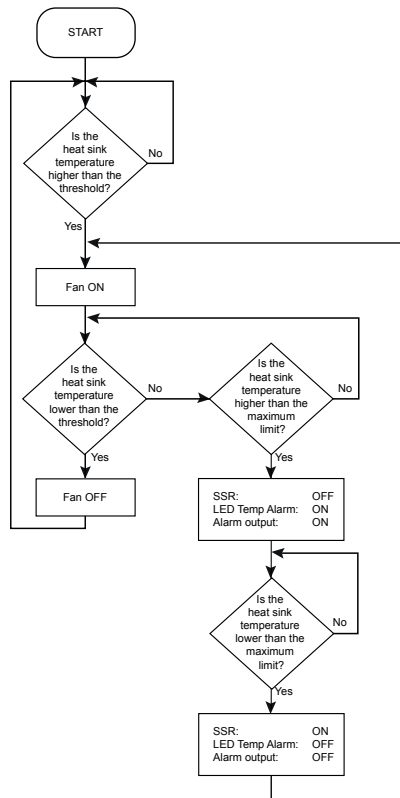 START
Is the
heat sink
temperature
higher than the
threshold?
No
Yes
Fan ON
Is the
heat sink
temperature
lower than the
threshold?
No
Yes
Is the
heat sink
temperature
higher than the
maximum
limit?
No
Yes
Fan OFF
SSR: OFF
LED Temp Alarm: ON
Alarm output: ON
Is the
heat sink
temperature
lower than the
maximum
limit?
No
Yes
SSR: ON
LED Temp Alarm: OFF
Alarm output: OFF